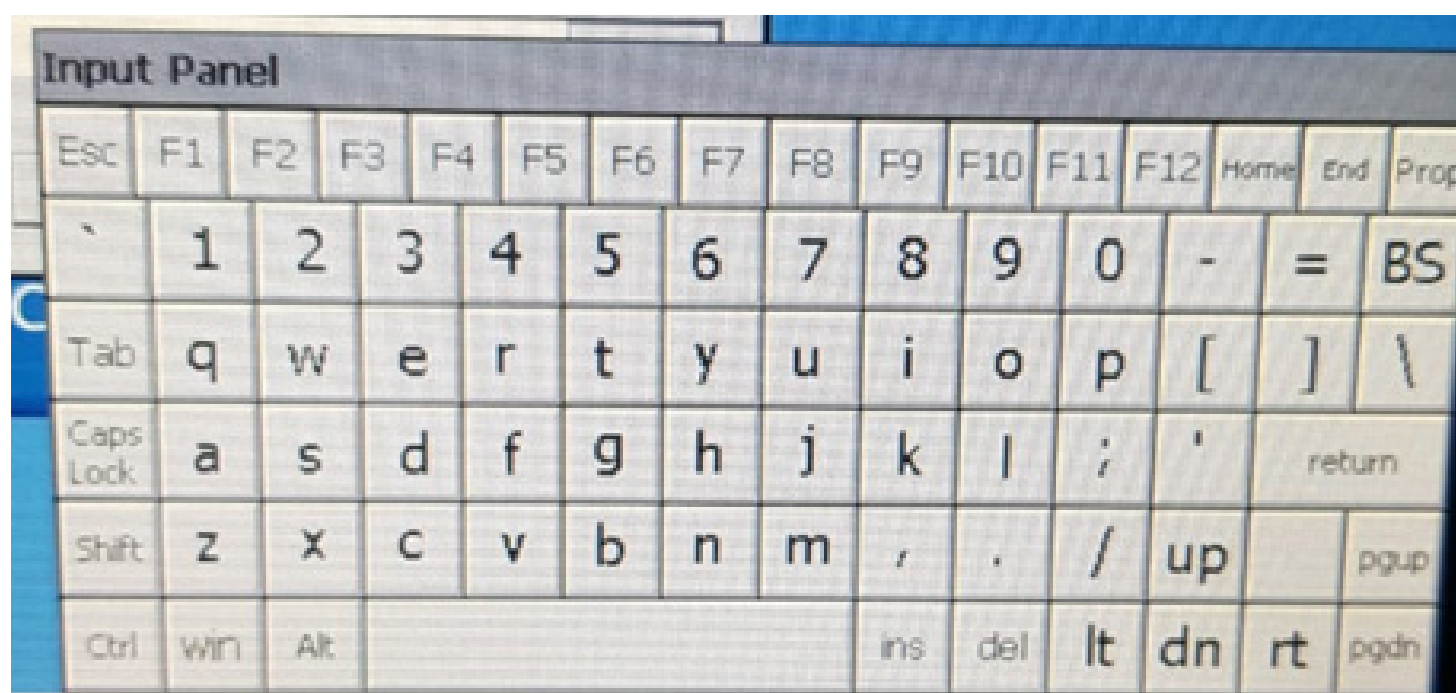 Input Panel
Esc F1 F2 F3 F4 F5 F6 F7 F8 F9 F10 F11 F12 Home End Prop
` 1 2 3 4 5 6 7 8 9 0 - = BS
Tab q w e r t y u i o p [ ] \
Caps Lock a s d f g h j k l ; ' return
Shift z x c v b n m , . / up pgup
Ctrl win Alt ins del lt dn rt pgdn